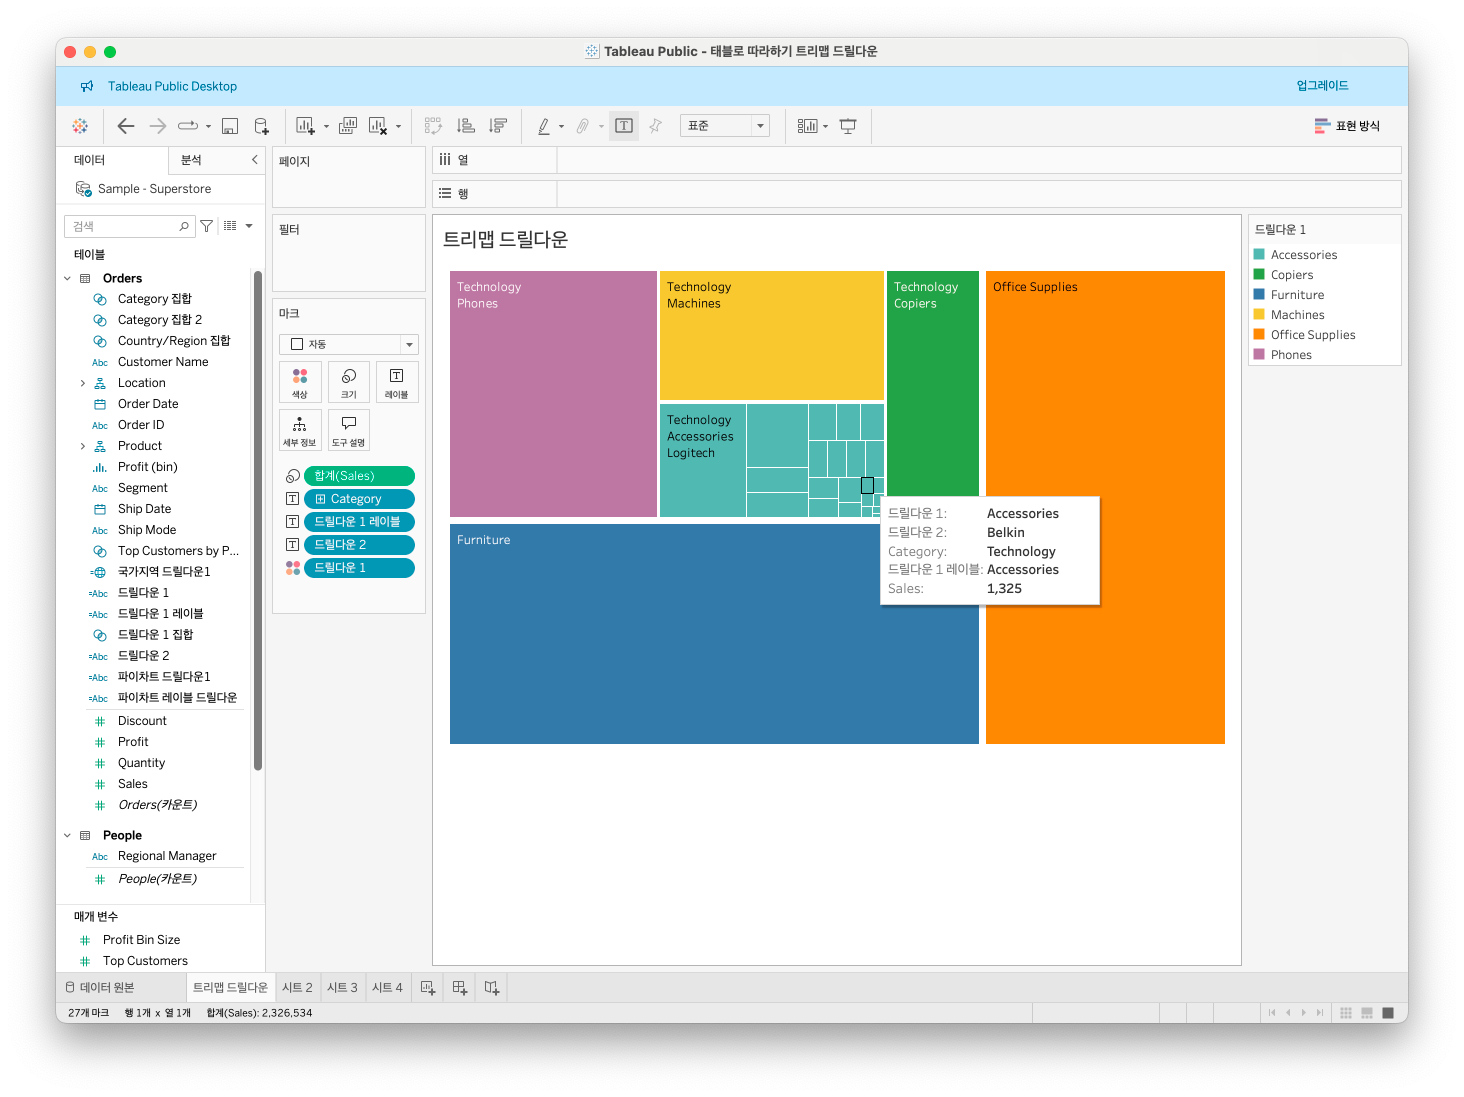 Tableau Public - 태블로 따라하기 트리맵 드릴다운
Tableau Public Desktop
업그레이드
표준
표현 방식
데이터
분석
Sample - Superstore
검색
테이블
Orders
Category 집합
Category 집합 2
Country/Region 집합
Abc Customer Name
Location
Order Date
Abc Order ID
Product
Profit (bin)
Abc Segment
Ship Date
Abc Ship Mode
Top Customers by P...
국가지역 드릴다운1
=Abc 드릴다운 1
=Abc 드릴다운 1 레이블
드릴다운 1 집합
=Abc 드릴다운 2
=Abc 파이차트 드릴다운1
=Abc 파이차트 레이블 드릴다운
Discount
Profit
Quantity
Sales
Orders(카운트)
People
Abc Regional Manager
People(카운트)
매개 변수
Profit Bin Size
Top Customers
페이지
필터
마크
자동
색상
크기
레이블
세부 정보
도구 설명
합계(Sales)
Category
드릴다운 1 레이블
드릴다운 2
드릴다운 1
열
행
트리맵 드릴다운
Technology
Phones
Technology
Machines
Technology
Copiers
Office Supplies
Technology
Accessories
Logitech
Furniture
드릴다운 1: Accessories
드릴다운 2: Belkin
Category: Technology
드릴다운 1 레이블: Accessories
Sales: 1,325
드릴다운 1
Accessories
Copiers
Furniture
Machines
Office Supplies
Phones
데이터 원본
트리맵 드릴다운
시트 2
시트 3
시트 4
27개 마크 행 1개 x 열 1개 합계(Sales): 2,326,534